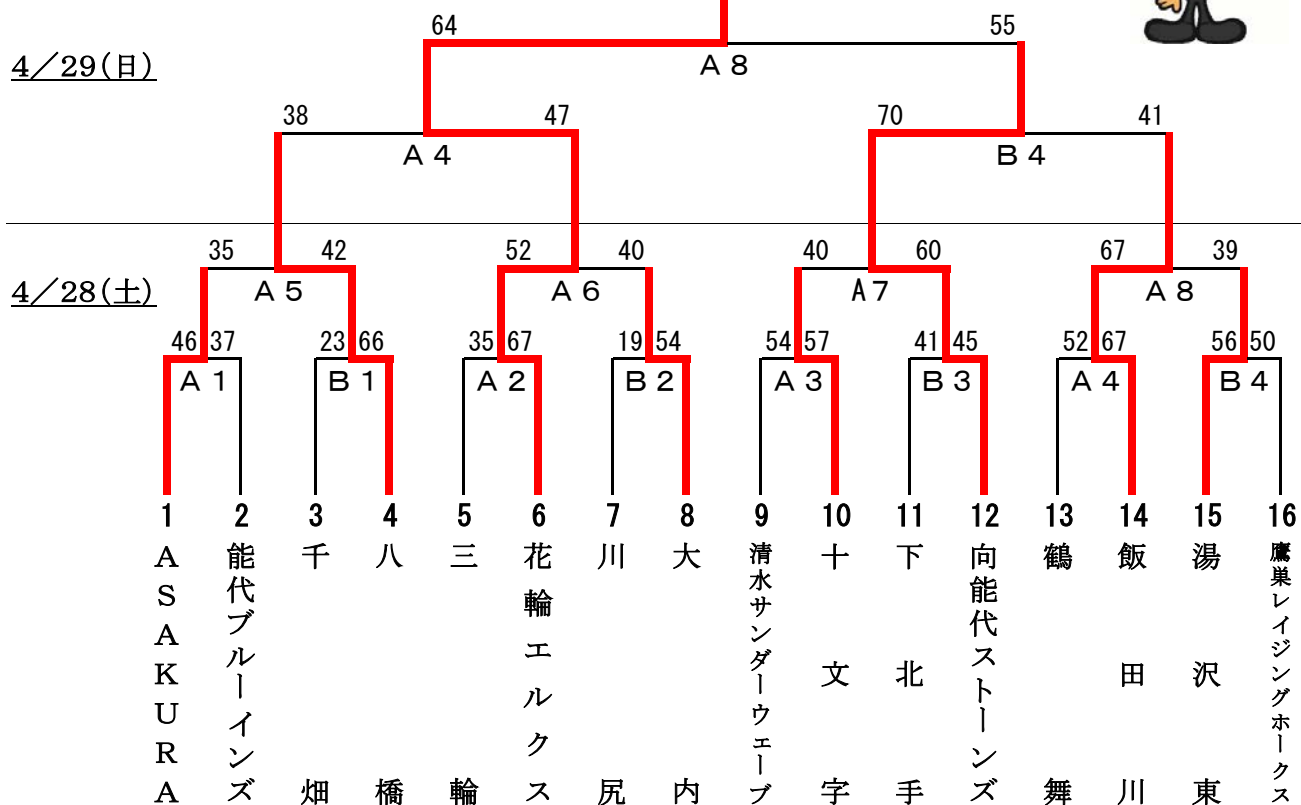 64 55
4／29(日)
A 8
38 47 70 41
A 4 B 4
35 42 52 40 40 60 67 39
4／28(土)
A 5 A 6 A7 A 8
46 37 23 66 35 67 19 54 54 57 41 45 52 67 56 50
A 1 B 1 A 2 B 2 A 3 B 3 A 4 B 4
1 2 3 4 5 6 7 8 9 10 11 12 13 14 15 16
ASAKURA
能代ブルーインズ
千畑
八橋
三輪
花輪エルクス
川尻
大内
清水サンダーウェーブ
十文字
下北手
向能代ストーンズ
鶴舞
飯田川
湯沢東
鷹巣レイジングホークス